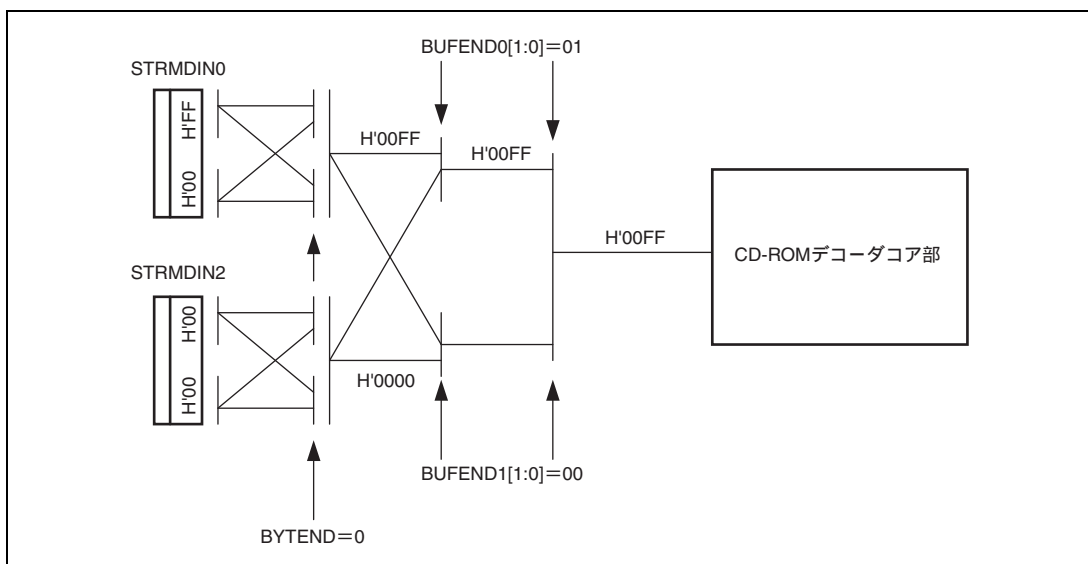 BUFEND0[1:0]=01
STRMDIN0
H'FF
H'00
H'00FF
H'00FF
H'00FF
CD-ROMデコーダコア部
STRMDIN2
H'00
H'00
H'0000
BUFEND1[1:0]=00
BYTEND=0